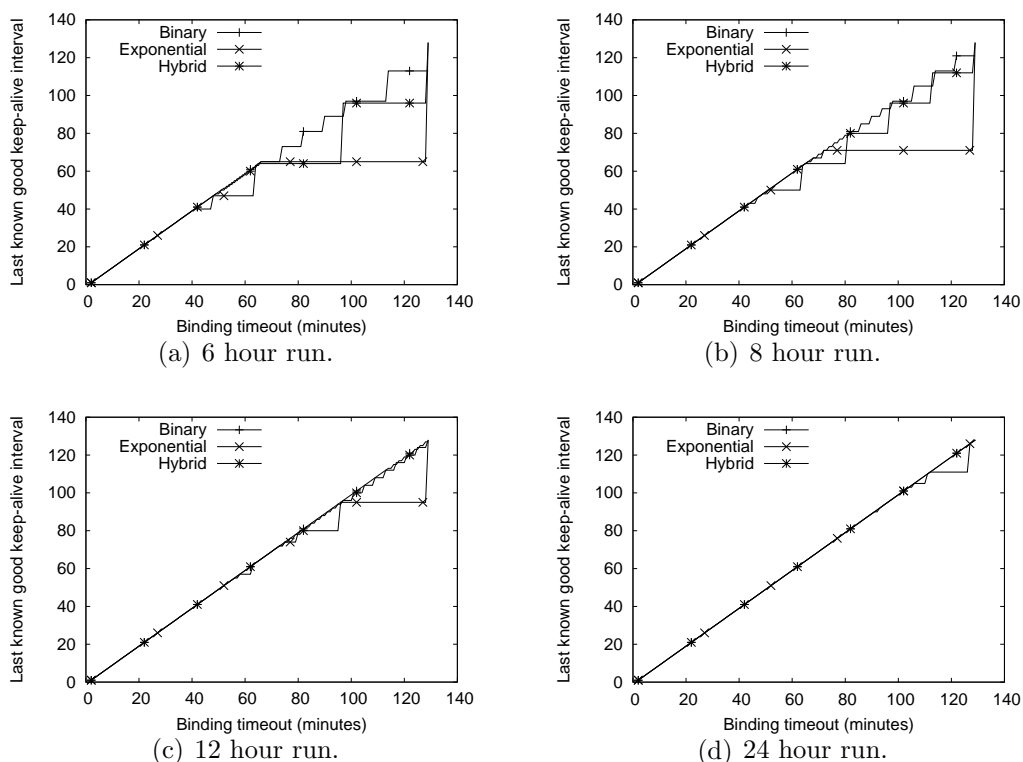 Last known good keep-alive interval
140
120
100
80
60
40
20
0
Binary
Exponential
Hybrid
0 20 40 60 80 100 120 140
Binding timeout (minutes)
(a) 6 hour run.
Last known good keep-alive interval
140
120
100
80
60
40
20
0
Binary
Exponential
Hybrid
0 20 40 60 80 100 120 140
Binding timeout (minutes)
(b) 8 hour run.
Last known good keep-alive interval
140
120
100
80
60
40
20
0
Binary
Exponential
Hybrid
0 20 40 60 80 100 120 140
Binding timeout (minutes)
(c) 12 hour run.
Last known good keep-alive interval
140
120
100
80
60
40
20
0
Binary
Exponential
Hybrid
0 20 40 60 80 100 120 140
Binding timeout (minutes)
(d) 24 hour run.